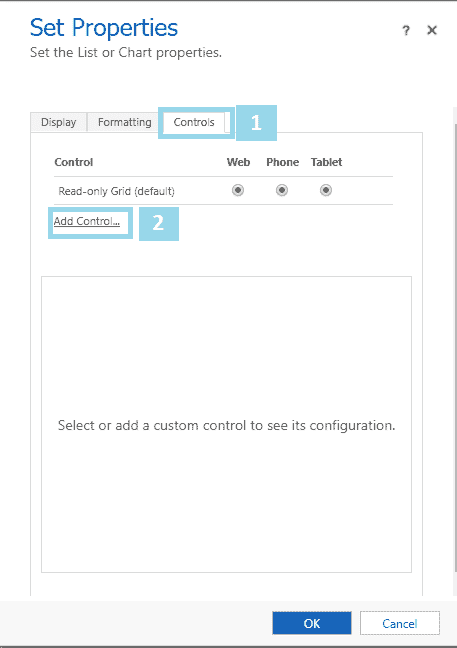 Set Properties
? ×
Set the List or Chart properties.
Display Formatting Controls 1
Control Web Phone Tablet
Read-only Grid (default)
Add Control... 2
Select or add a custom control to see its configuration.
OK Cancel